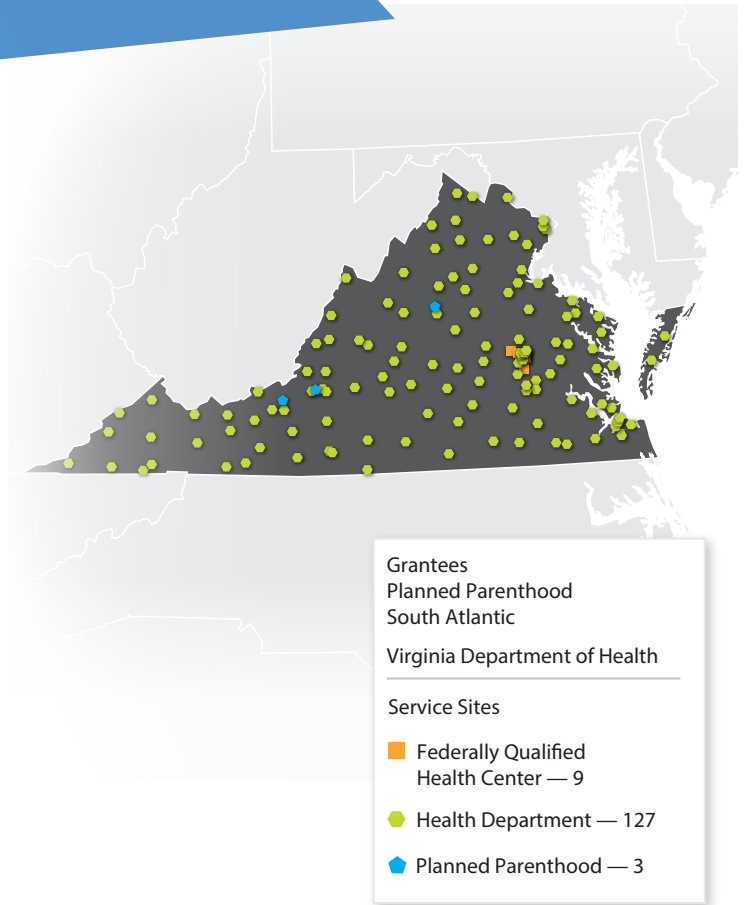 Grantees
Planned Parenthood
South Atlantic
Virginia Department of Health
Service Sites
Federally Qualified
Health Center — 9
Health Department — 127
Planned Parenthood — 3